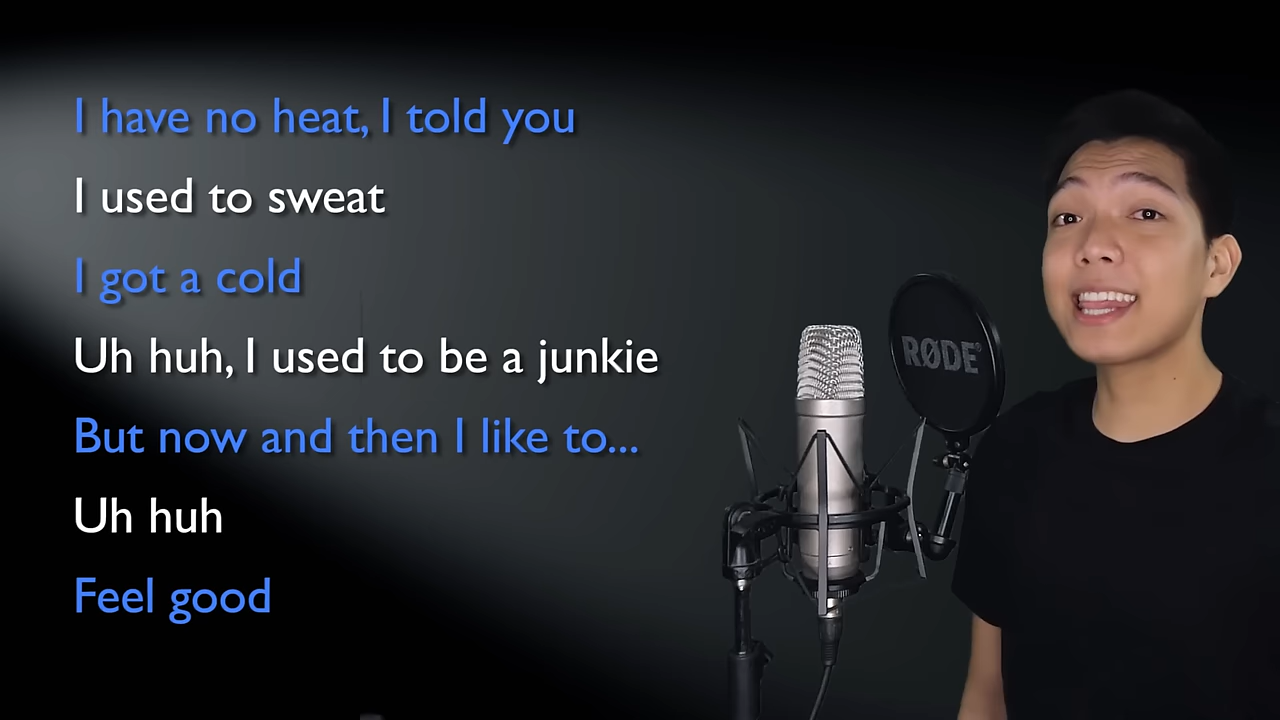 I have no heat, I told you
I used to sweat
I got a cold
Uh huh, I used to be a junkie
But now and then I like to...
Uh huh
Feel good
RØDE®